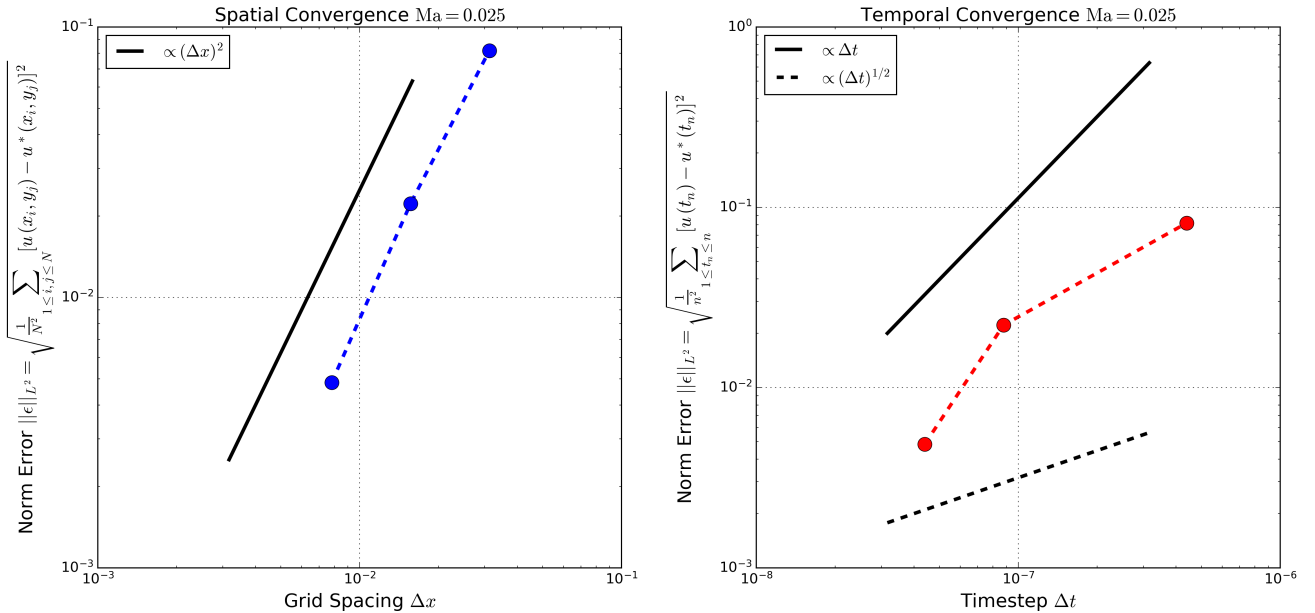 Spatial Convergence Ma = 0.025
∝ (Δx)²
10⁻¹
10⁻²
10⁻³
10⁻³
10⁻²
10⁻¹
Grid Spacing Δx
Norm Error ||ϵ||_{L²} = √(1/N² ∑_{1≤i,j≤N} [u(x_i, y_j) − u*(x_i, y_j)]²
Temporal Convergence Ma = 0.025
∝ Δt
∝ (Δt)^{1/2}
10⁰
10⁻¹
10⁻²
10⁻³
10⁻⁸
10⁻⁷
10⁻⁶
Timestep Δt
Norm Error ||ϵ||_{L²} = √(1/n² ∑_{1≤t_n≤n} [u(t_n) − u*(t_n)]²